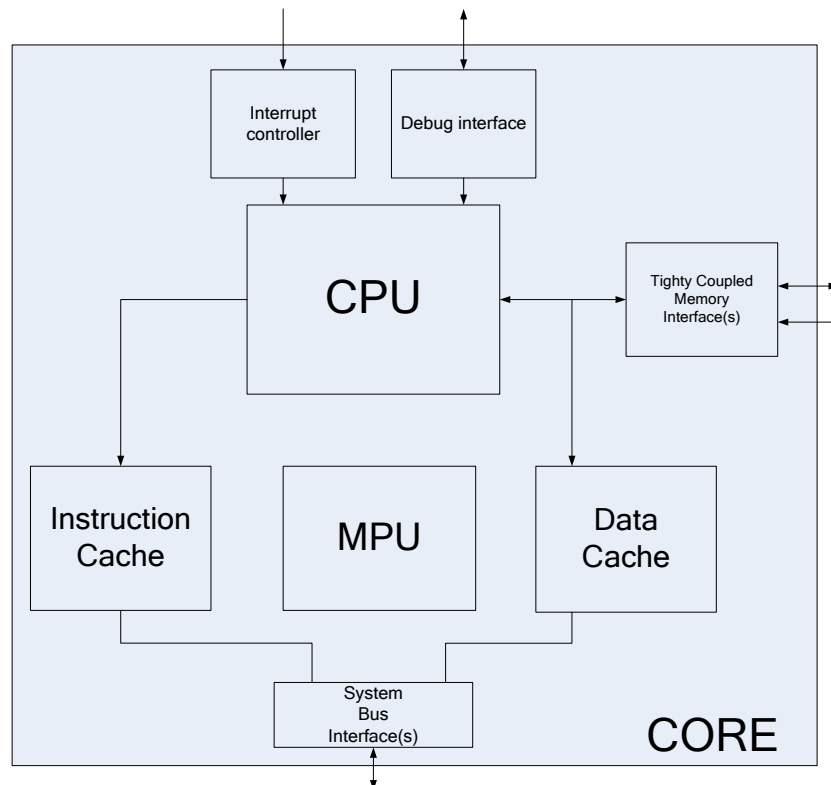 Interrupt
controller
Debug interface
CPU
Tighty Coupled
Memory
Interface(s)
Instruction
Cache
MPU
Data
Cache
System
Bus
Interface(s)
CORE